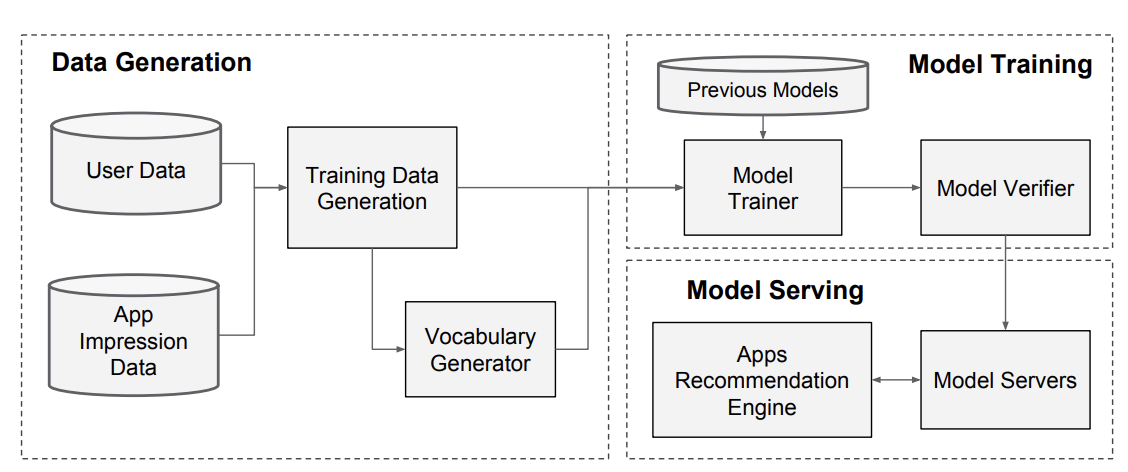 Data Generation
User Data
App
Impression
Data
Training Data
Generation
Vocabulary
Generator
Model Training
Previous Models
Model
Trainer
Model Verifier
Model Serving
Apps
Recommendation
Engine
Model Servers